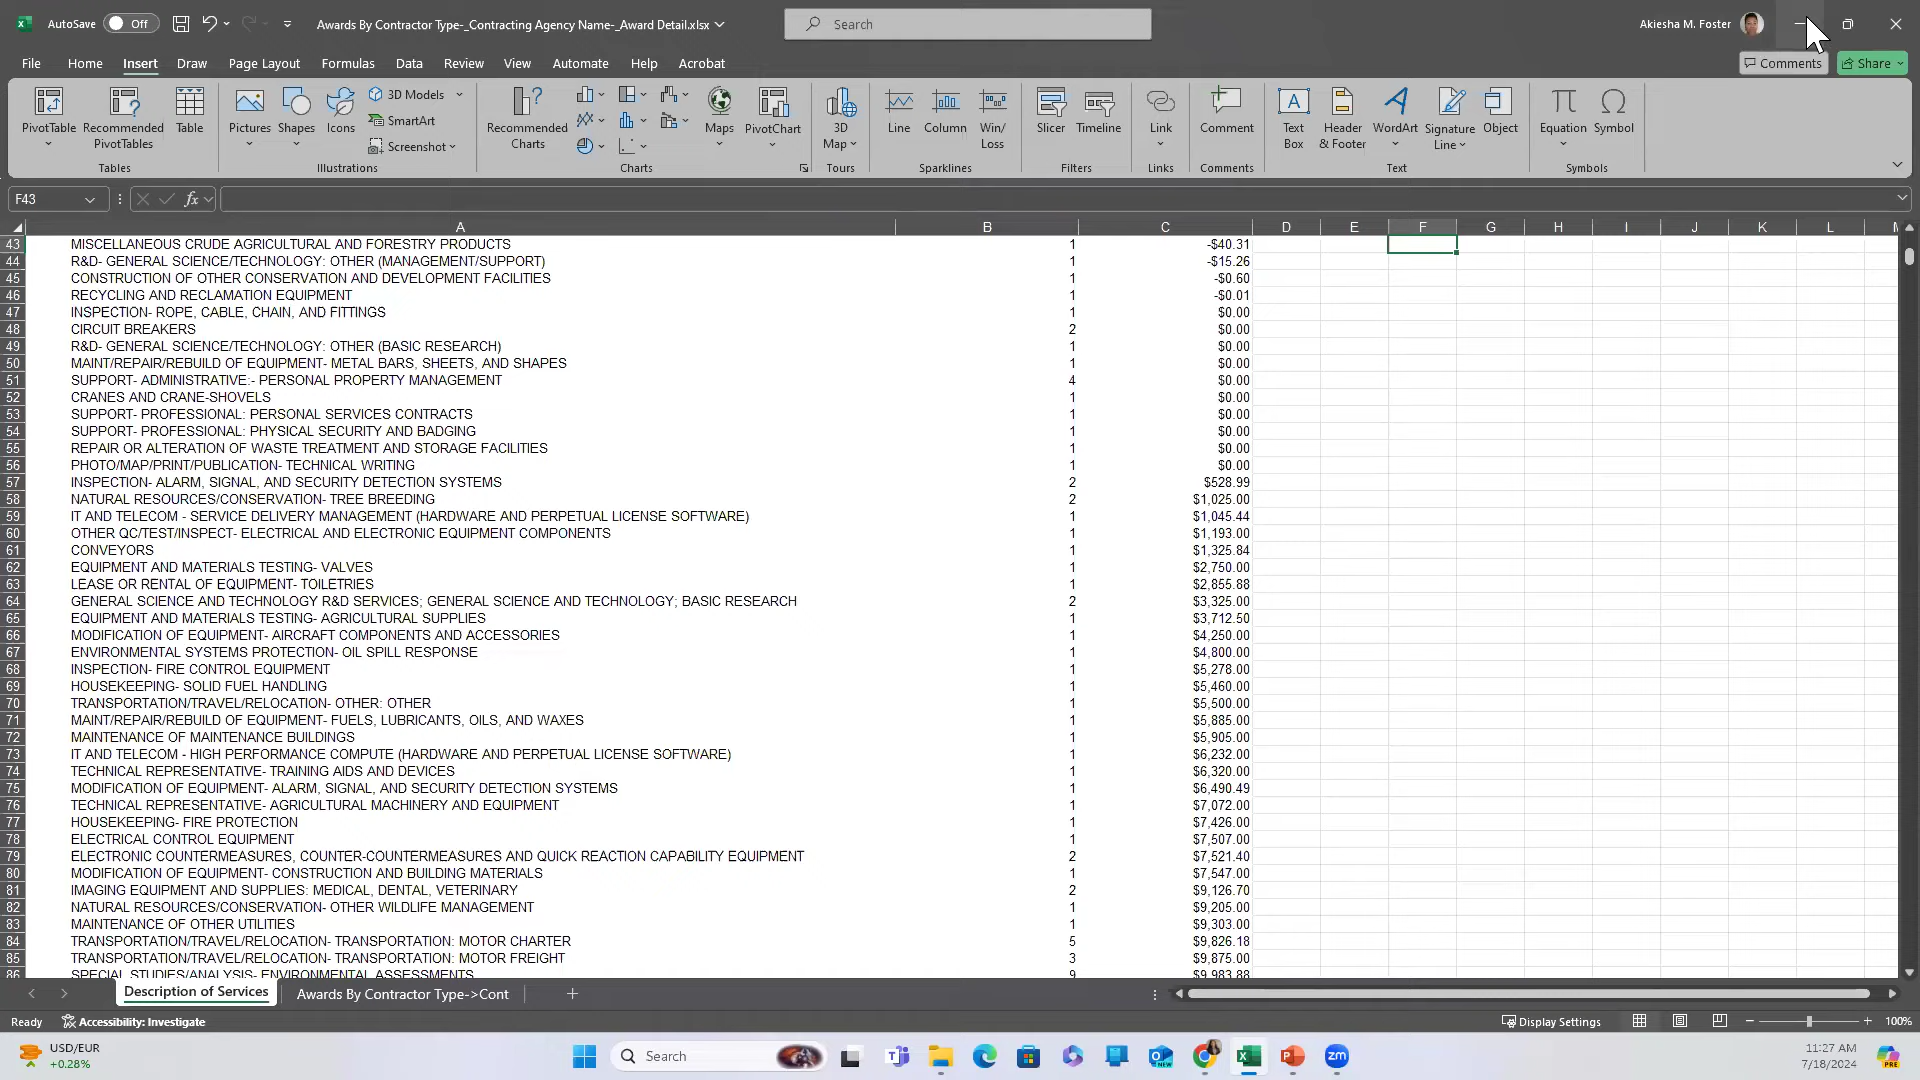 AutoSave Off Awards By Contractor Type-_Contracting Agency Name-_Award Detail.xlsx Search Akiesha M. Foster
File Home Insert Draw Page Layout Formulas Data Review View Automate Help Acrobat Comments Share
PivotTable Recommended PivotTables Table Pictures Shapes Icons 3D Models SmartArt Screenshot Recommended Charts Maps PivotChart 3D Map Line Column Win/Loss Slicer Timeline Link Comment Text Box Header & Footer WordArt Signature Line Object Equation Symbol
Tables Illustrations Charts Tours Sparklines Filters Links Comments Text Symbols
F43 fx
A B C D E F G H I J K L
43 MISCELLANEOUS CRUDE AGRICULTURAL AND FORESTRY PRODUCTS 1 -$40.31
44 R&D- GENERAL SCIENCE/TECHNOLOGY: OTHER (MANAGEMENT/SUPPORT) 1 -$15.26
45 CONSTRUCTION OF OTHER CONSERVATION AND DEVELOPMENT FACILITIES 1 -$0.60
46 RECYCLING AND RECLAMATION EQUIPMENT 1 -$0.01
47 INSPECTION- ROPE, CABLE, CHAIN, AND FITTINGS 1 $0.00
48 CIRCUIT BREAKERS 2 $0.00
49 R&D- GENERAL SCIENCE/TECHNOLOGY: OTHER (BASIC RESEARCH) 1 $0.00
50 MAINT/REPAIR/REBUILD OF EQUIPMENT- METAL BARS, SHEETS, AND SHAPES 1 $0.00
51 SUPPORT- ADMINISTRATIVE:- PERSONAL PROPERTY MANAGEMENT 4 $0.00
52 CRANES AND CRANE-SHOVELS 1 $0.00
53 SUPPORT- PROFESSIONAL: PERSONAL SERVICES CONTRACTS 1 $0.00
54 SUPPORT- PROFESSIONAL: PHYSICAL SECURITY AND BADGING 1 $0.00
55 REPAIR OR ALTERATION OF WASTE TREATMENT AND STORAGE FACILITIES 1 $0.00
56 PHOTO/MAP/PRINT/PUBLICATION- TECHNICAL WRITING 1 $0.00
57 INSPECTION- ALARM, SIGNAL, AND SECURITY DETECTION SYSTEMS 2 $528.99
58 NATURAL RESOURCES/CONSERVATION- TREE BREEDING 2 $1,025.00
59 IT AND TELECOM - SERVICE DELIVERY MANAGEMENT (HARDWARE AND PERPETUAL LICENSE SOFTWARE) 1 $1,045.44
60 OTHER QC/TEST/INSPECT- ELECTRICAL AND ELECTRONIC EQUIPMENT COMPONENTS 1 $1,193.00
61 CONVEYORS 1 $1,325.84
62 EQUIPMENT AND MATERIALS TESTING- VALVES 1 $2,750.00
63 LEASE OR RENTAL OF EQUIPMENT- TOILETRIES 1 $2,855.88
64 GENERAL SCIENCE AND TECHNOLOGY R&D SERVICES; GENERAL SCIENCE AND TECHNOLOGY; BASIC RESEARCH 2 $3,325.00
65 EQUIPMENT AND MATERIALS TESTING- AGRICULTURAL SUPPLIES 1 $3,712.50
66 MODIFICATION OF EQUIPMENT- AIRCRAFT COMPONENTS AND ACCESSORIES 1 $4,250.00
67 ENVIRONMENTAL SYSTEMS PROTECTION- OIL SPILL RESPONSE 1 $4,800.00
68 INSPECTION- FIRE CONTROL EQUIPMENT 1 $5,278.00
69 HOUSEKEEPING- SOLID FUEL HANDLING 1 $5,460.00
70 TRANSPORTATION/TRAVEL/RELOCATION- OTHER: OTHER 1 $5,500.00
71 MAINT/REPAIR/REBUILD OF EQUIPMENT- FUELS, LUBRICANTS, OILS, AND WAXES 1 $5,885.00
72 MAINTENANCE OF MAINTENANCE BUILDINGS 1 $5,905.00
73 IT AND TELECOM - HIGH PERFORMANCE COMPUTE (HARDWARE AND PERPETUAL LICENSE SOFTWARE) 1 $6,232.00
74 TECHNICAL REPRESENTATIVE- TRAINING AIDS AND DEVICES 1 $6,320.00
75 MODIFICATION OF EQUIPMENT- ALARM, SIGNAL, AND SECURITY DETECTION SYSTEMS 1 $6,490.49
76 TECHNICAL REPRESENTATIVE- AGRICULTURAL MACHINERY AND EQUIPMENT 1 $7,072.00
77 HOUSEKEEPING- FIRE PROTECTION 1 $7,426.00
78 ELECTRICAL CONTROL EQUIPMENT 1 $7,507.00
79 ELECTRONIC COUNTERMEASURES, COUNTER-COUNTERMEASURES AND QUICK REACTION CAPABILITY EQUIPMENT 2 $7,521.40
80 MODIFICATION OF EQUIPMENT- CONSTRUCTION AND BUILDING MATERIALS 1 $7,547.00
81 IMAGING EQUIPMENT AND SUPPLIES: MEDICAL, DENTAL, VETERINARY 2 $9,126.70
82 NATURAL RESOURCES/CONSERVATION- OTHER WILDLIFE MANAGEMENT 1 $9,205.00
83 MAINTENANCE OF OTHER UTILITIES 1 $9,303.00
84 TRANSPORTATION/TRAVEL/RELOCATION- TRANSPORTATION: MOTOR CHARTER 5 $9,826.18
85 TRANSPORTATION/TRAVEL/RELOCATION- TRANSPORTATION: MOTOR FREIGHT 3 $9,875.00
86 SPECIAL STUDIES/ANALYSIS- ENVIRONMENTAL ASSESSMENTS 9 $9,983.88
Description of Services Awards By Contractor Type->Cont
Ready Accessibility: Investigate Display Settings 100%
USD/EUR
+0.28%
Search
11:27 AM
7/18/2024